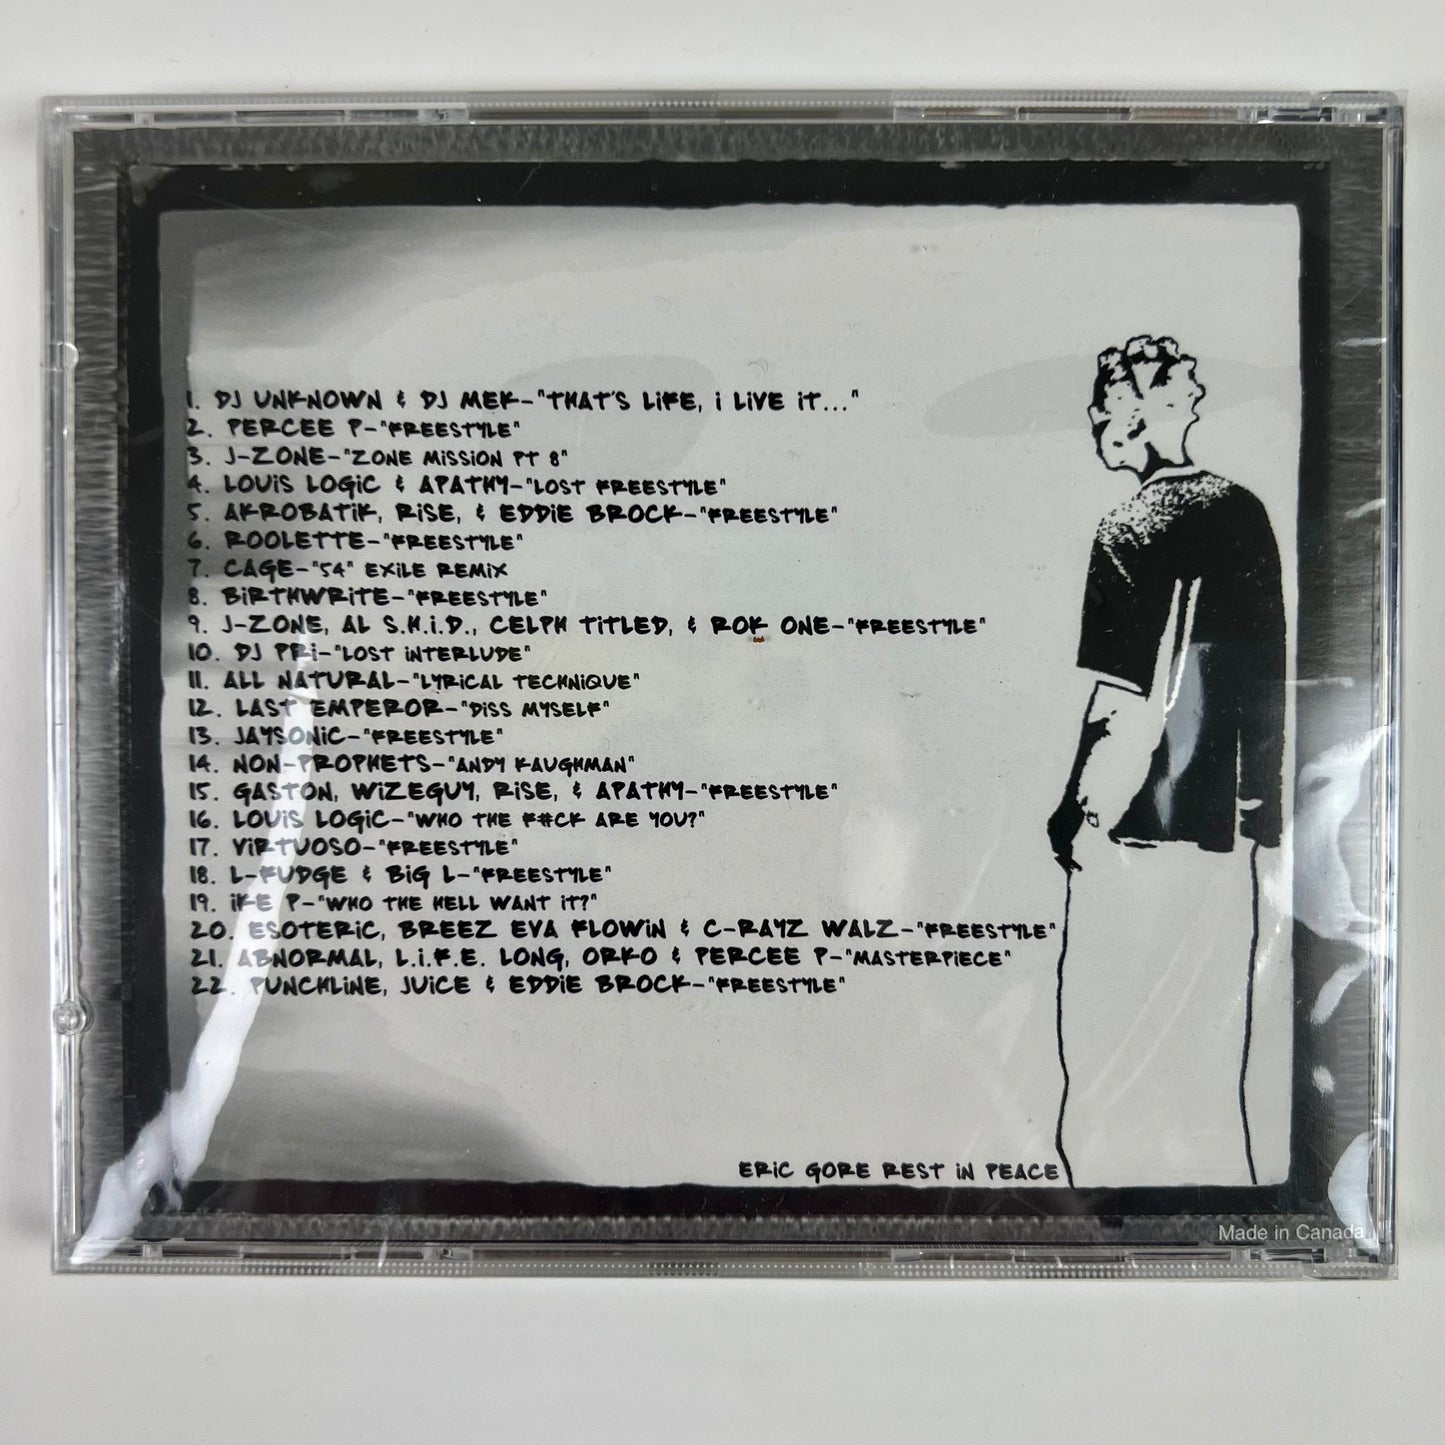 1. DJ UNKNOWN & DJ MEK-"THAT'S LIFE, I LIVE IT..."
2. PERCEE P-"FREESTYLE"
3. J-ZONE-"ZONE MISSION PT 8"
4. LOUIS LOGIC & APATHY-"LOST FREESTYLE"
5. AKROBATIK, RISE, & EDDIE BROCK-"FREESTYLE"
6. ROOLETTE-"FREESTYLE"
7. CAGE-"54" EXILE REMIX
8. BIRTHWRITE-"FREESTYLE"
9. J-ZONE, AL S.H.I.D., CELPH TITLED, & ROK ONE-"FREESTYLE"
10. DJ PRI-"LOST INTERLUDE"
11. ALL NATURAL-"LYRICAL TECHNIQUE"
12. LAST EMPEROR-"DISS MYSELF"
13. JAYSONIC-"FREESTYLE"
14. NON-PROPHETS-"ANDY KAUGHMAN"
15. GASTON, WIZEGUY, RISE, & APATHY-"FREESTYLE"
16. LOUIS LOGIC-"WHO THE F#CK ARE YOU?"
17. VIRTUOSO-"FREESTYLE"
18. L-FUDGE & BIG L-"FREESTYLE"
19. IKE P-"WHO THE HELL WANT IT?"
20. ESOTERIC, BREEZ EVA FLOWIN & C-RAYZ WALZ-"FREESTYLE"
21. ABNORMAL, L.I.F.E. LONG, ORKO & PERCEE P-"MASTERPIECE"
22. PUNCHLINE, JUICE & EDDIE BROCK-"FREESTYLE"
ERIC GORE REST IN PEACE
Made in Canada